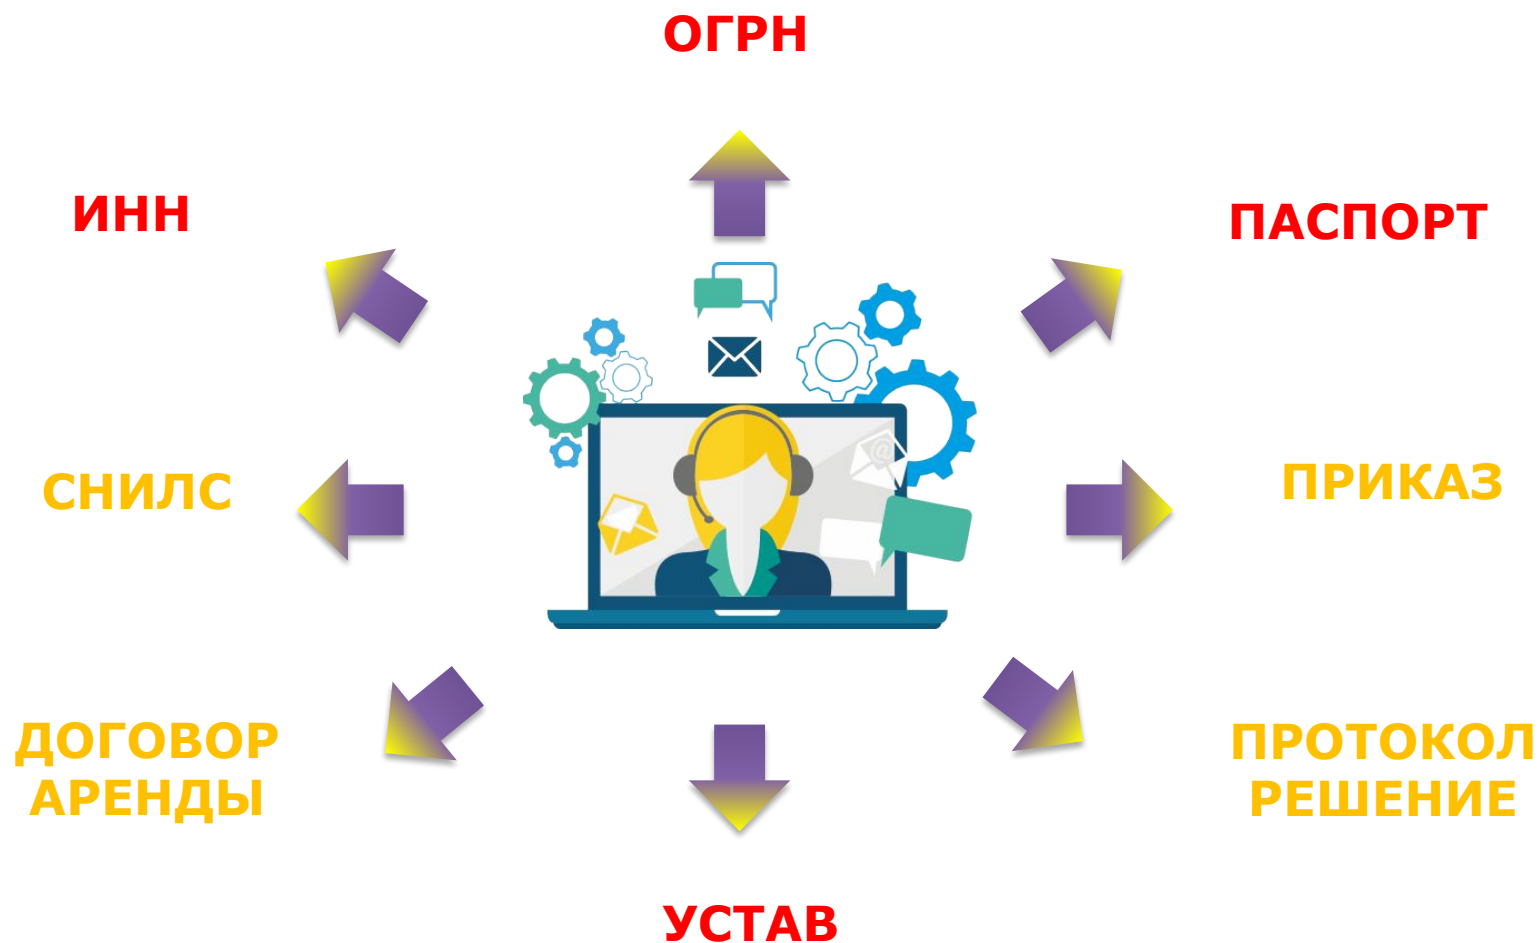 ОГРН
ИНН
ПАСПОРТ
СНИЛС
ПРИКАЗ
ДОГОВОР
АРЕНДЫ
ПРОТОКОЛ
РЕШЕНИЕ
УСТАВ